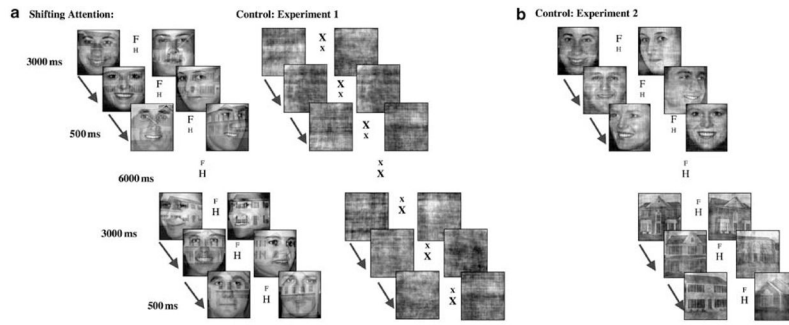 a Shifting Attention: Control: Experiment 1 b Control: Experiment 2
3000 ms
F
H
F
H
F
H
X
X
X
X
X
X
F
H
F
H
F
H
500 ms
6000 ms
F
H
X
X
F
H
3000 ms
F
H
F
H
F
H
X
X
X
X
X
X
F
H
F
H
F
H
500 ms